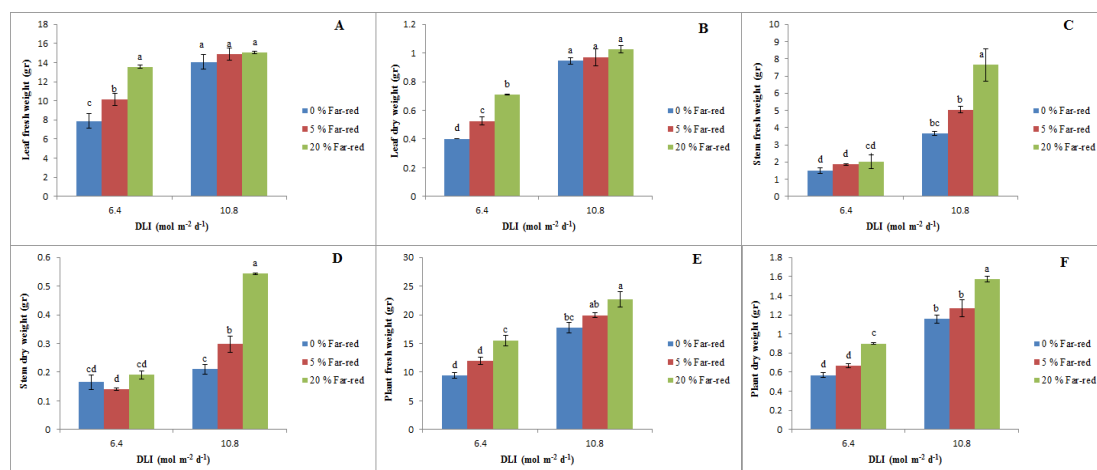 A
Leaf fresh weight (gr)
18
16
14
12
10
8
6
4
2
0
c
b
a
a
a
a
6.4
10.8
DLI (mol m-2 d-1)
0 % Far-red
5 % Far-red
20 % Far-red
B
Leaf dry weight (gr)
1.2
1
0.8
0.6
0.4
0.2
0
d
c
b
a
a
a
6.4
10.8
DLI (mol m-2 d-1)
0 % Far-red
5 % Far-red
20 % Far-red
C
Stem fresh weight (gr)
9
8
7
6
5
4
3
2
1
0
d
d
cd
bc
b
a
6.4
10.8
DLI (mol m-2 d-1)
0 % Far-red
5 % Far-red
20 % Far-red
D
Stem dry weight (gr)
0.6
0.5
0.4
0.3
0.2
0.1
0
cd
d
cd
c
b
a
6.4
10.8
DLI (mol m-2 d-1)
0 % Far-red
5 % Far-red
20 % Far-red
E
Plant fresh weight (gr)
30
25
20
15
10
5
0
d
d
c
bc
ab
a
6.4
10.8
DLI (mol m-2 d-1)
0 % Far-red
5 % Far-red
20 % Far-red
F
Plant dry weight (gr)
1.8
1.6
1.4
1.2
1
0.8
0.6
0.4
0.2
0
d
d
c
b
b
a
6.4
10.8
DLI (mol m-2 d-1)
0 % Far-red
5 % Far-red
20 % Far-red